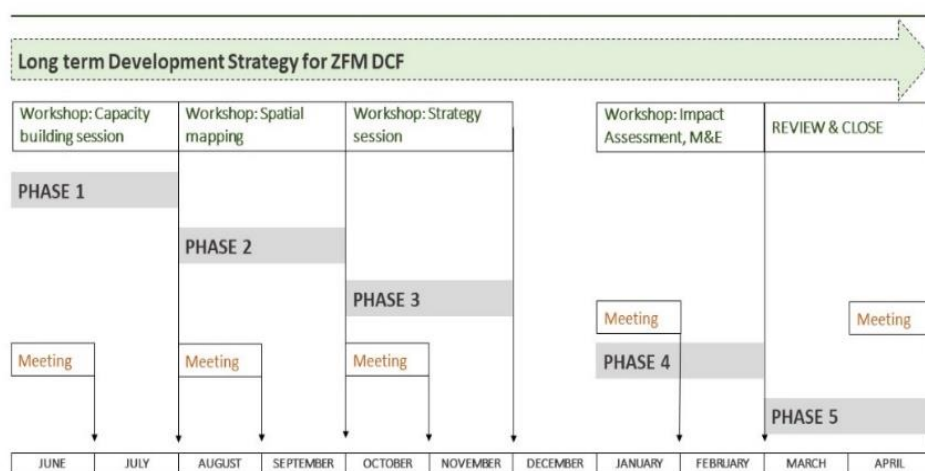 Long term Development Strategy for ZFM DCF
Workshop: Capacity
building session
Workshop: Spatial
mapping
Workshop: Strategy
session
Workshop: Impact
Assessment, M&E
REVIEW & CLOSE
PHASE 1
PHASE 2
PHASE 3
Meeting
Meeting
Meeting
Meeting
Meeting
PHASE 4
PHASE 5
JUNE
JULY
AUGUST
SEPTEMBER
OCTOBER
NOVEMBER
DECEMBER
JANUARY
FEBRUARY
MARCH
APRIL